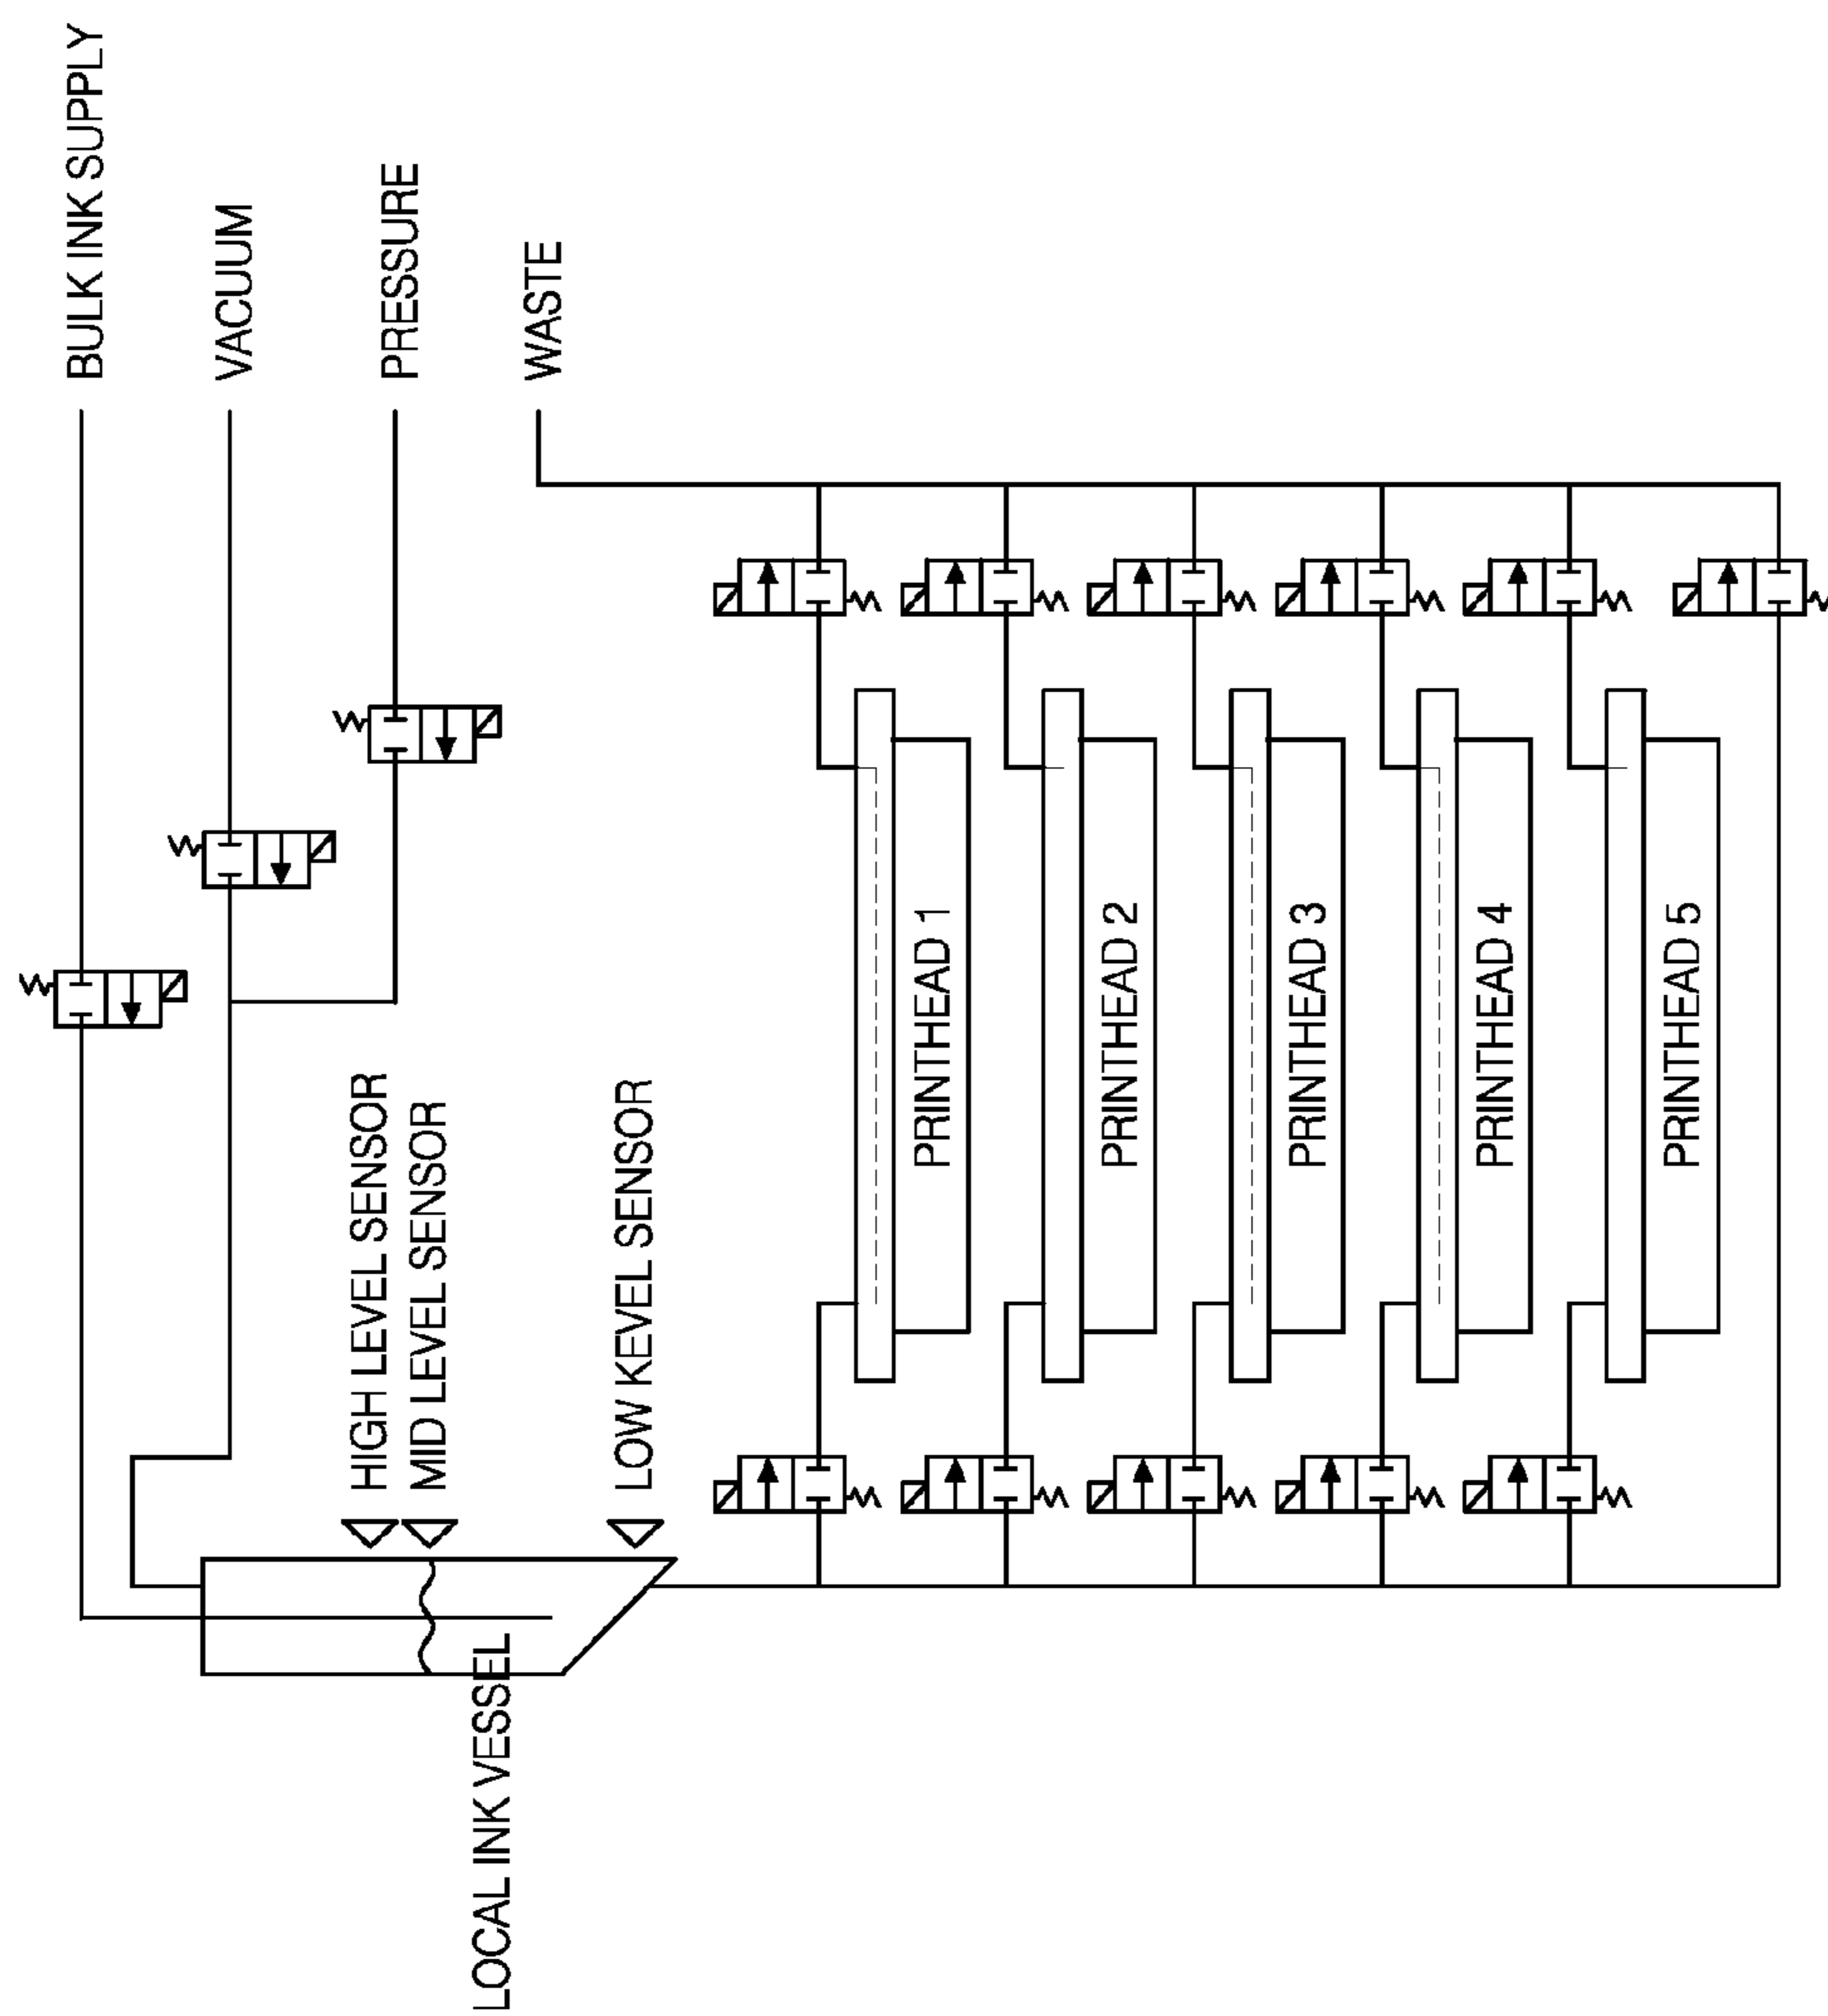 BULK INK SUPPLY
VACUUM
PRESSURE
WASTE
HIGH LEVEL SENSOR
MID LEVEL SENSOR
LOW KEVEL SENSOR
LOCAL INK VESSEL
PRINTHEAD 1
PRINTHEAD 2
PRINTHEAD 3
PRINTHEAD 4
PRINTHEAD 5